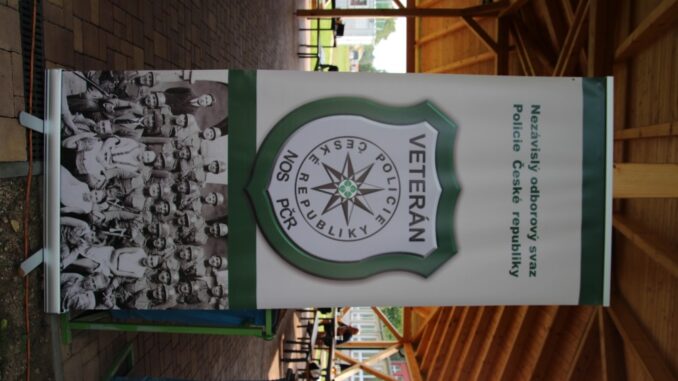 Nezávislý odborový svaz
Policie České republiky
VETERÁN
POLICIE
ČESKÉ REPUBLIKY
NOS PČR